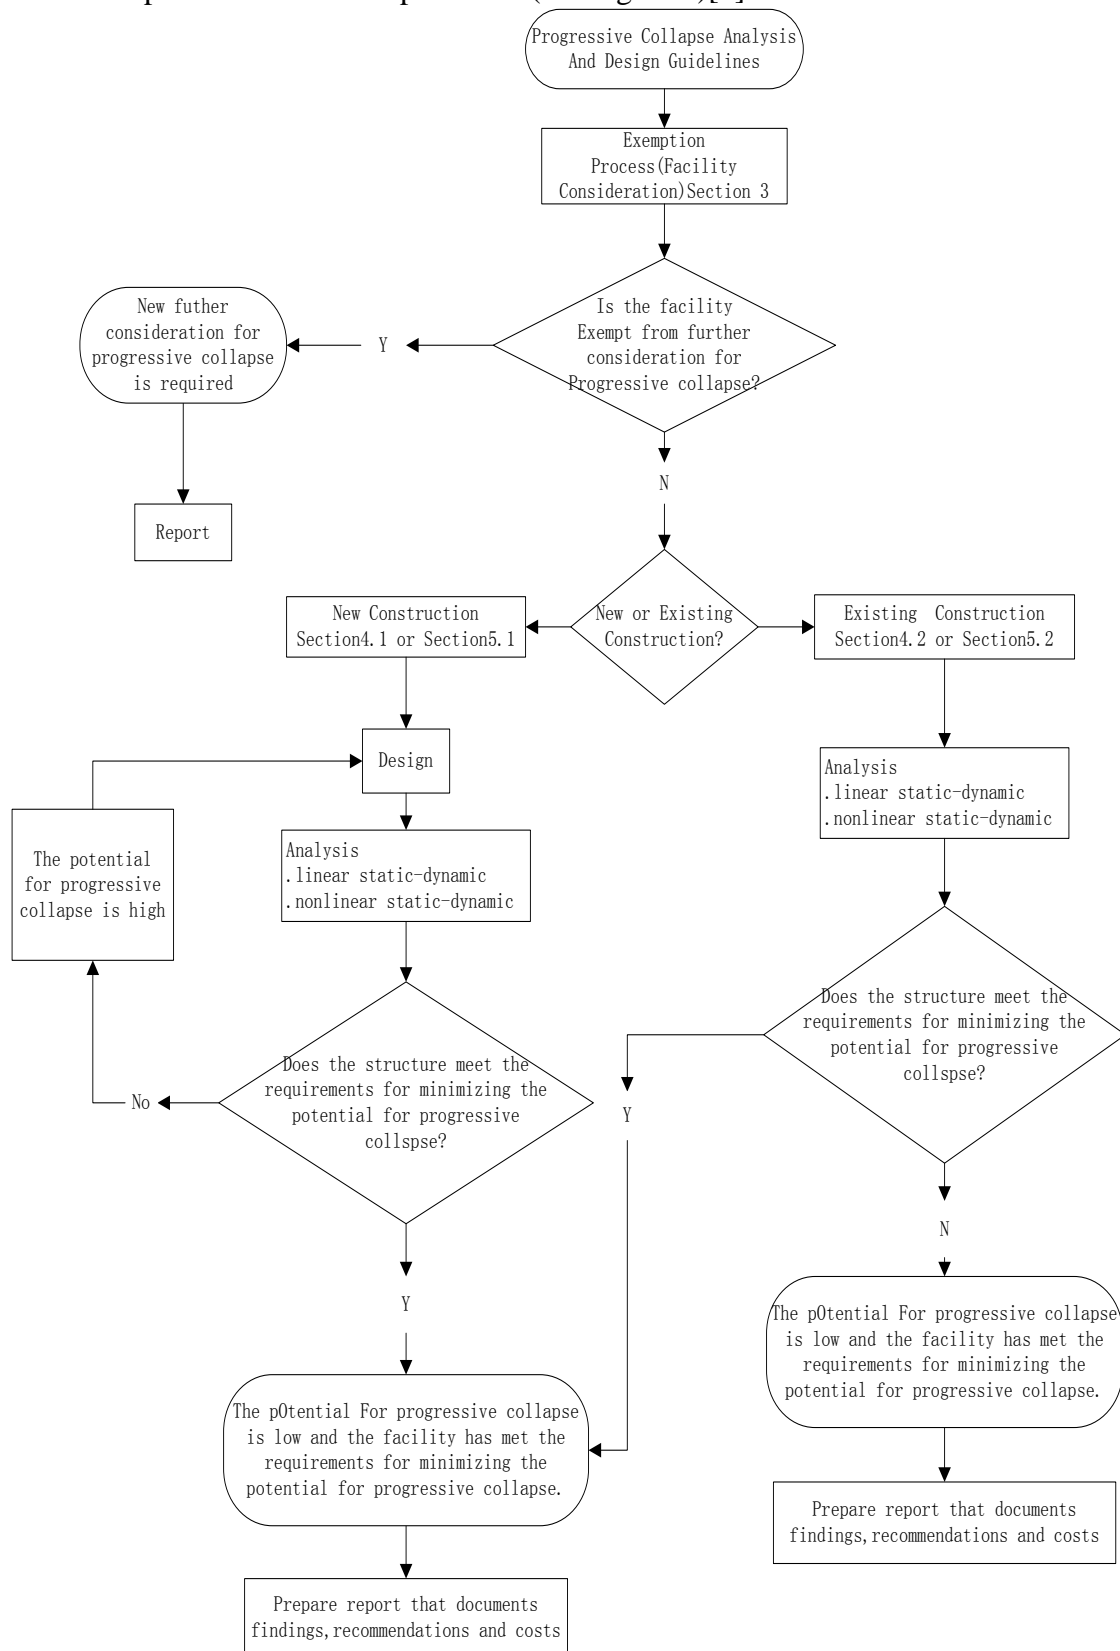 Progressive Collapse Analysis
And Design Guidelines
Exemption
Process(Facility
Consideration)Section 3
Is the facility
Exempt from further
consideration for
Progressive collapse?
Y
New futher
consideration for
progressive collapse
is required
Report
N
New or Existing
Construction?
New Construction
Section4.1 or Section5.1
Existing Construction
Section4.2 or Section5.2
Design
Analysis
.linear static-dynamic
.nonlinear static-dynamic
The potential
for progressive
collapse is high
Analysis
.linear static-dynamic
.nonlinear static-dynamic
Does the structure meet the
requirements for minimizing the
potential for progressive
collspse?
No
Does the structure meet the
requirements for minimizing the
potential for progressive
collspse?
Y
N
Y
The pOtential For progressive collapse
is low and the facility has met the
requirements for minimizing the
potential for progressive collapse.
The pOtential For progressive collapse
is low and the facility has met the
requirements for minimizing the
potential for progressive collapse.
Prepare report that documents
findings,recommendations and costs
Prepare report that documents
findings,recommendations and costs